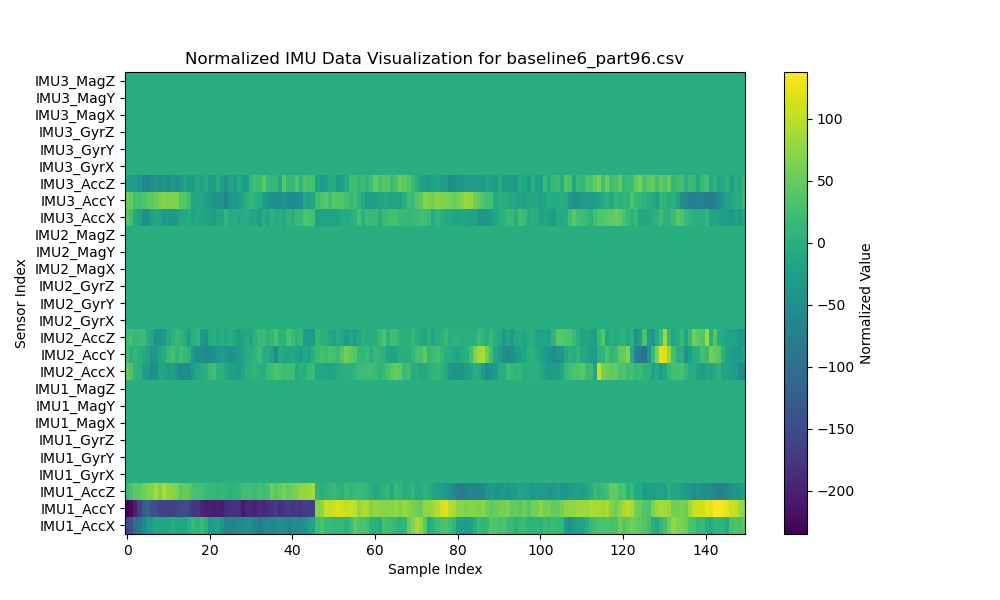 Normalized IMU Data Visualization for baseline6_part96.csv
IMU3_MagZ
IMU3_MagY
IMU3_MagX
IMU3_GyrZ
IMU3_GyrY
IMU3_GyrX
IMU3_AccZ
IMU3_AccY
IMU3_AccX
IMU2_MagZ
IMU2_MagY
IMU2_MagX
IMU2_GyrZ
IMU2_GyrY
IMU2_GyrX
IMU2_AccZ
IMU2_AccY
IMU2_AccX
IMU1_MagZ
IMU1_MagY
IMU1_MagX
IMU1_GyrZ
IMU1_GyrY
IMU1_GyrX
IMU1_AccZ
IMU1_AccY
IMU1_AccX
Sensor Index
0 20 40 60 80 100 120 140
Sample Index
100
50
0
−50
−100
−150
−200
Normalized Value